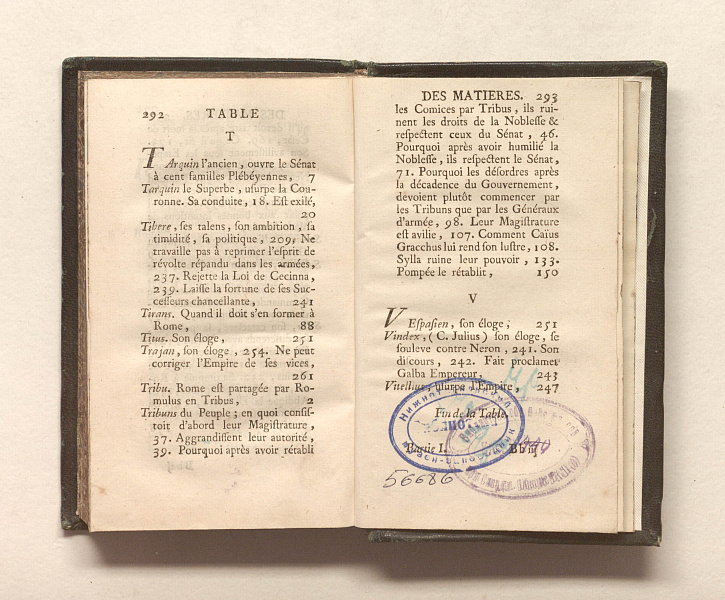 292 TABLE
T
TArquin l'ancien, ouvre le Sénat
à cent familles Plébéyennes, 7
Tarquin le Superbe, usurpe la Cou-
ronne. Sa conduite, 18. Est exilé,
20
Tibere, ses talens, son ambition, sa
timidité, sa politique, 209. Ne
travaille pas à reprimer l'esprit de
révolte répandu dans les armées,
237. Rejette la Loi de Cecinna,
239. Laisse la fortune de ses Suc-
cesseurs chancellante, 241
Tirans. Quand il doit s'en former à
Rome, 88
Titus. Son éloge, 251
Trajan, son éloge, 254. Ne peut
corriger l'Empire de ses vices,
261
Tribu. Rome est partagée par Ro-
mulus en Tribus, 2
Tribuns du Peuple; en quoi consis-
toit d'abord leur Magistrature,
37. Aggrandissent leur autorité,
39. Pourquoi après avoir rétabli
DES MATIERES. 293
les Comices par Tribus, ils rui-
nent les droits de la Noblesse &
respectent ceux du Sénat, 46.
Pourquoi après avoir humilié la
Noblesse, ils respectent le Sénat,
71. Pourquoi les désordres après
la décadence du Gouvernement,
devoient plutôt commencer par
les Tribuns que par les Généraux
d'armée, 98. Leur Magistrature
est avilie, 107. Comment Caïus
Gracchus lui rend son lustre, 108.
Sylla ruine leur pouvoir, 133.
Pompée le rétablit, 150
V
VEspasien, son éloge, 251
Vindex, (C. Julius) son éloge, se
souleve contre Neron, 241. Son
discours, 242. Fait proclamer
Galba Empereur, 243
Vitellius, usurpe l'Empire, 247
Fin de la Table.
Partie I. Bb iij
56686